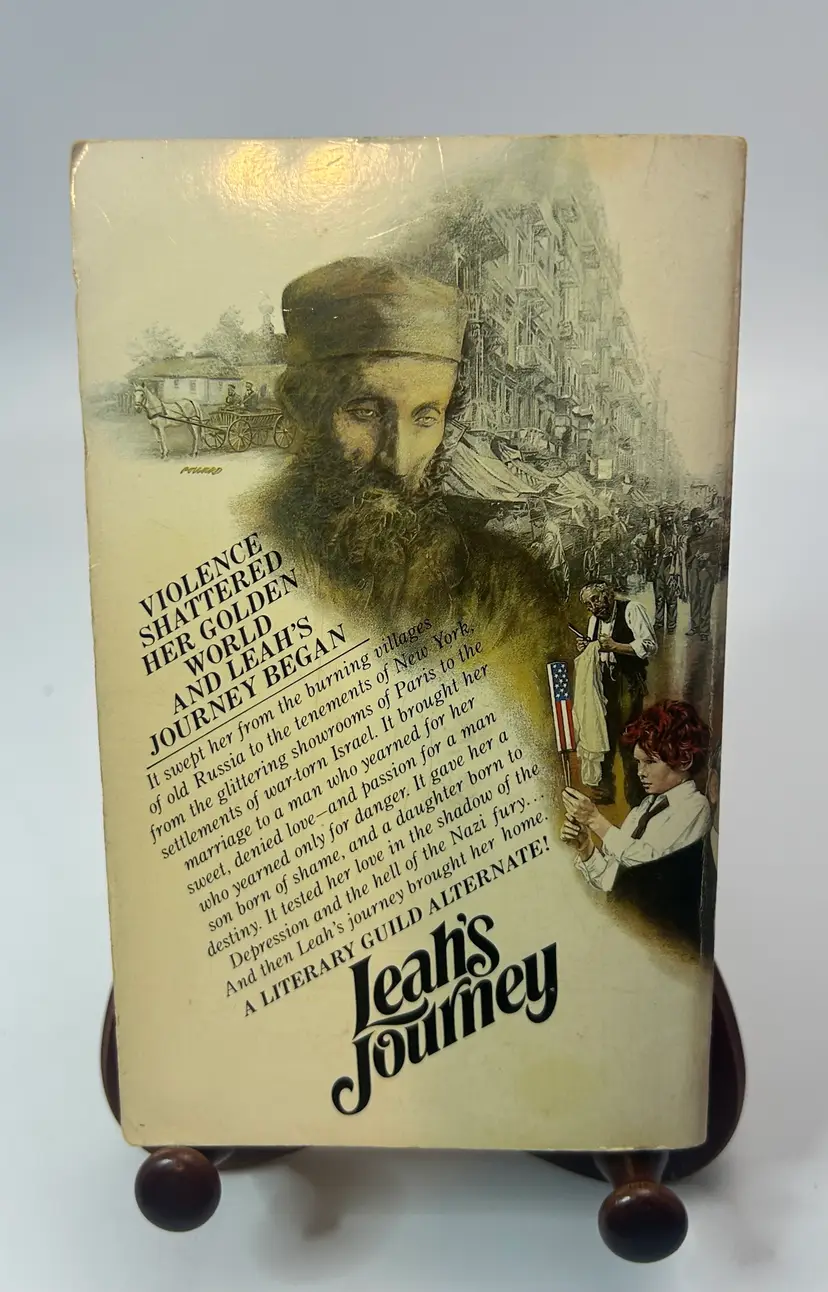 VIOLENCE
SHATTERED
HER GOLDEN
WORLD
AND LEAH'S
JOURNEY BEGAN
It swept her from the burning villages
of old Russia to the tenements of New York,
from the glittering showrooms of Paris to the
settlements of war-torn Israel. It brought her
marriage to a man who yearned for her
sweet, denied love—and passion for a man
who yearned only for danger. It gave her a
son born of shame, and a daughter born to
destiny. It tested her love in the shadow of the
Depression and the hell of the Nazi fury...
And then Leah's journey brought her home.
A LITERARY GUILD ALTERNATE!
Leah's
Journey